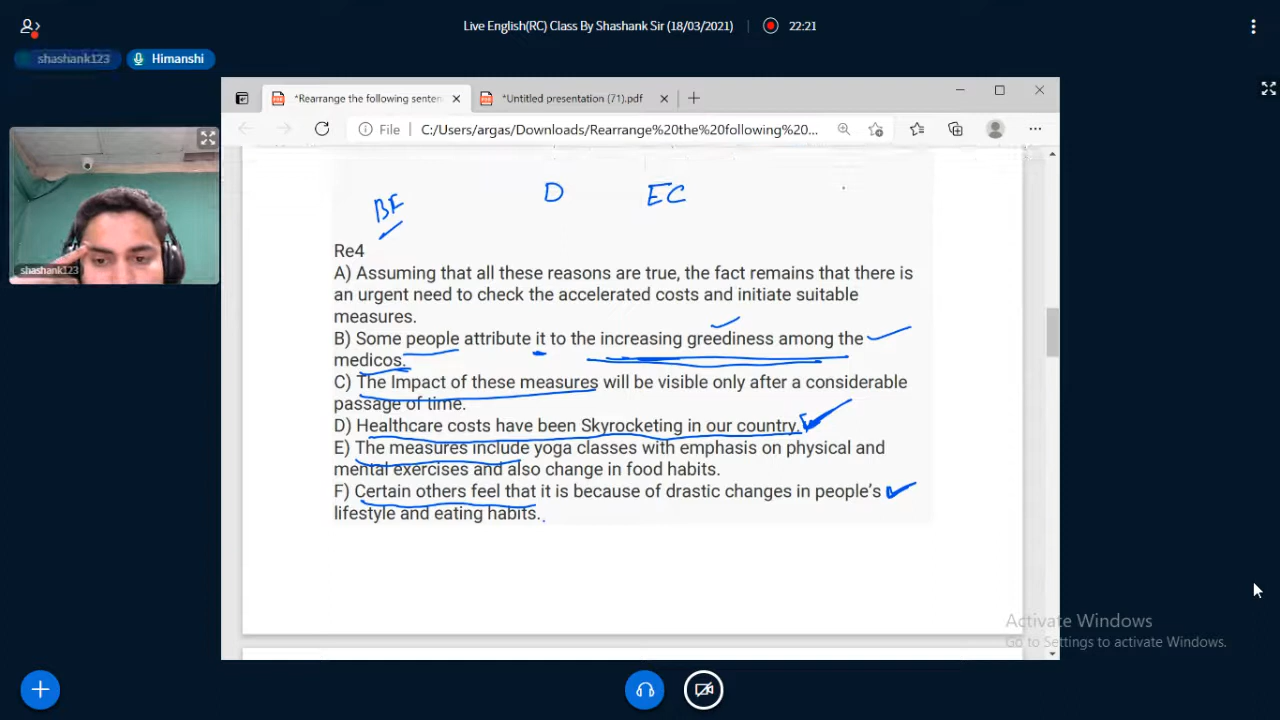 Live English(RC) Class By Shashank Sir (18/03/2021)
22:21
shashank123
Himanshi
*Rearrange the following senten
*Untitled presentation (71).pdf
File
C:/Users/argas/Downloads/Rearrange%20the%20following%20...
shashank123
BF D EC
Re4
A) Assuming that all these reasons are true, the fact remains that there is
an urgent need to check the accelerated costs and initiate suitable
measures.
B) Some people attribute it to the increasing greediness among the
medicos.
C) The Impact of these measures will be visible only after a considerable
passage of time.
D) Healthcare costs have been Skyrocketing in our country.
E) The measures include yoga classes with emphasis on physical and
mental exercises and also change in food habits.
F) Certain others feel that it is because of drastic changes in people's
lifestyle and eating habits.
Activate Windows
Go to Settings to activate Windows.